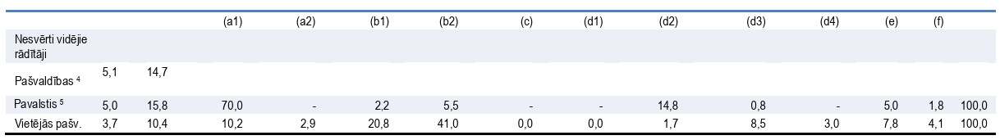 (a1) (a2) (b1) (b2) (c) (d1) (d2) (d3) (d4) (e) (f)
Nesvērti vidējie
rādītāji
Pašvaldības 4 5,1 14,7
Pavalstis 5 5,0 15,8 70,0 - 2,2 5,5 - - 14,8 0,8 - 5,0 1,8 100,0
Vietējās pašv. 3,7 10,4 10,2 2,9 20,8 41,0 0,0 0,0 1,7 8,5 3,0 7,8 4,1 100,0